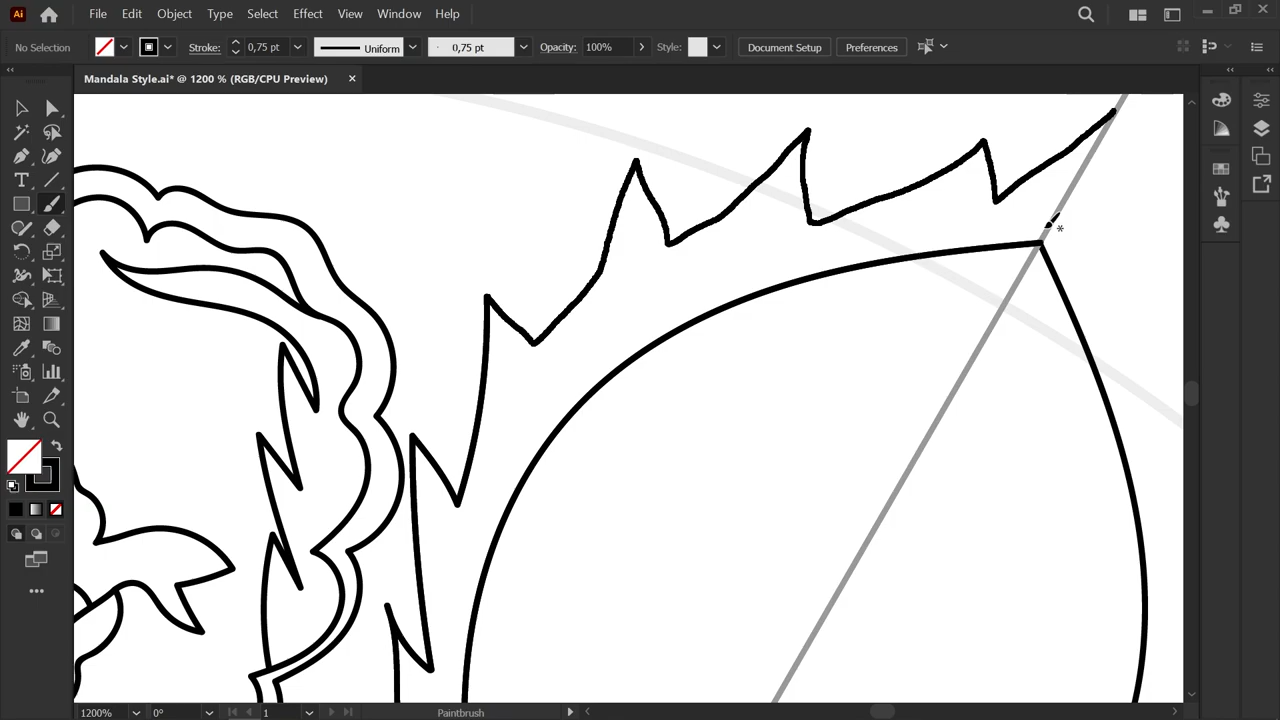 Ai File Edit Object Type Select Effect View Window Help
No Selection Stroke: 0,75 pt Uniform 0,75 pt Opacity: 100% Style: Document Setup Preferences
Mandala Style.ai* @ 1200 % (RGB/CPU Preview)
1200% 0° 1 Paintbrush